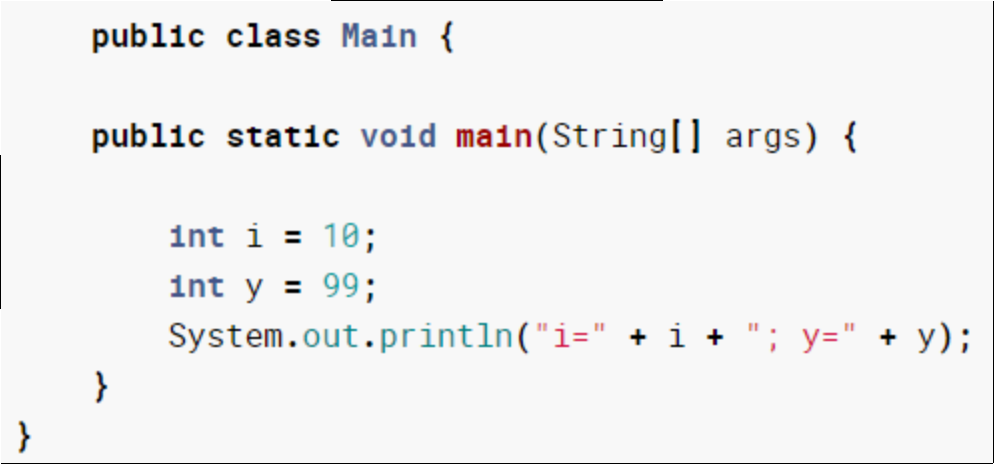 public class Main {
public static void main(String[] args) {
int i = 10;
int y = 99;
System.out.println("i=" + i + "; y=" + y);
}
}